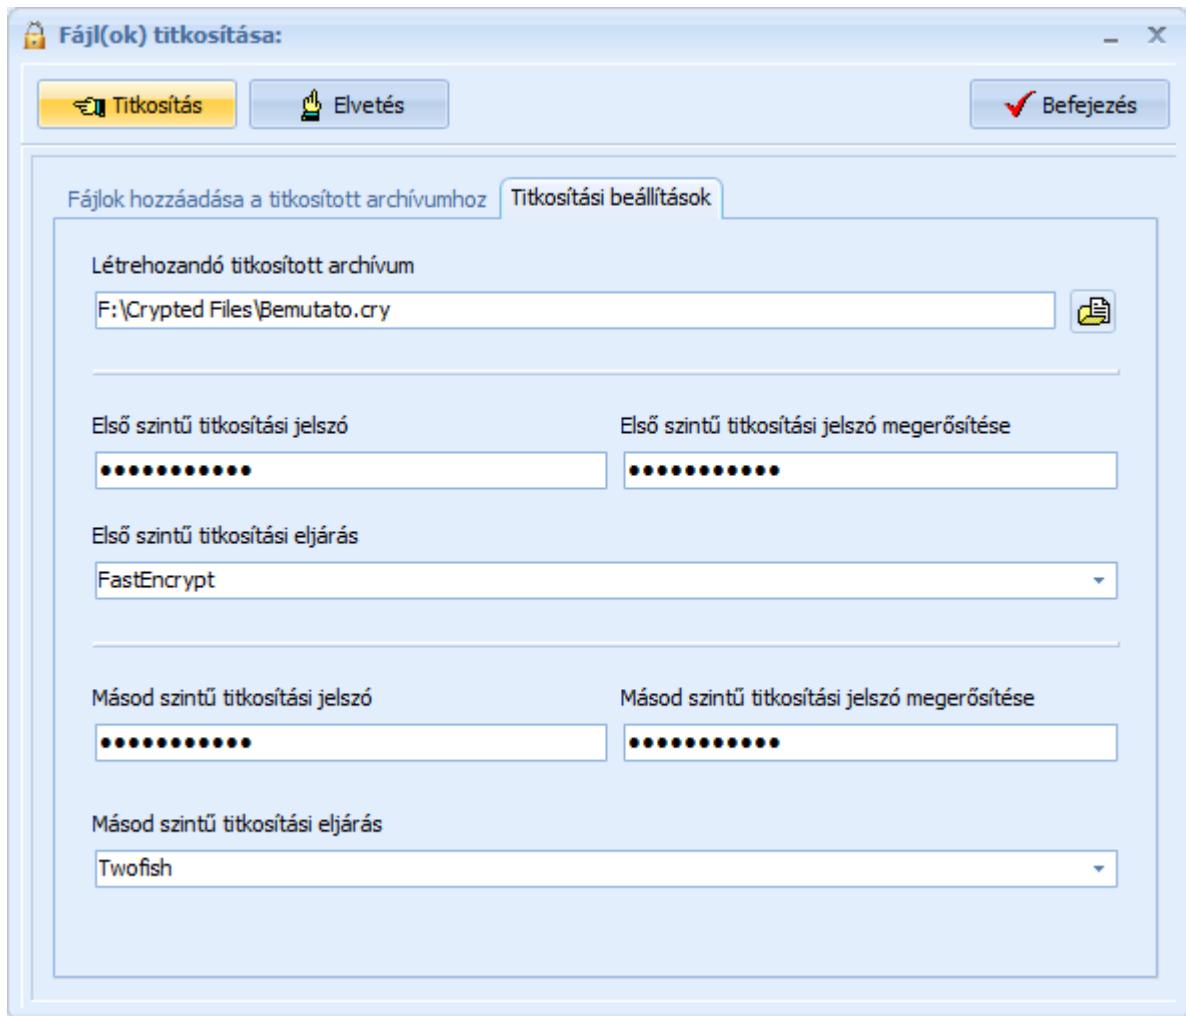 Fájl(ok) titkosítása:
Titkosítás Elvetés Befejezés
Fájlok hozzáadása a titkosított archívumhoz Titkosítási beállítások
Létrehozandó titkosított archívum
F:\Crypted Files\Bemutato.cry
Első szintű titkosítási jelszó Első szintű titkosítási jelszó megerősítése
●●●●●●●●●●● ●●●●●●●●●●●
Első szintű titkosítási eljárás
FastEncrypt
Másod szintű titkosítási jelszó Másod szintű titkosítási jelszó megerősítése
●●●●●●●●●●● ●●●●●●●●●●●
Másod szintű titkosítási eljárás
Twofish